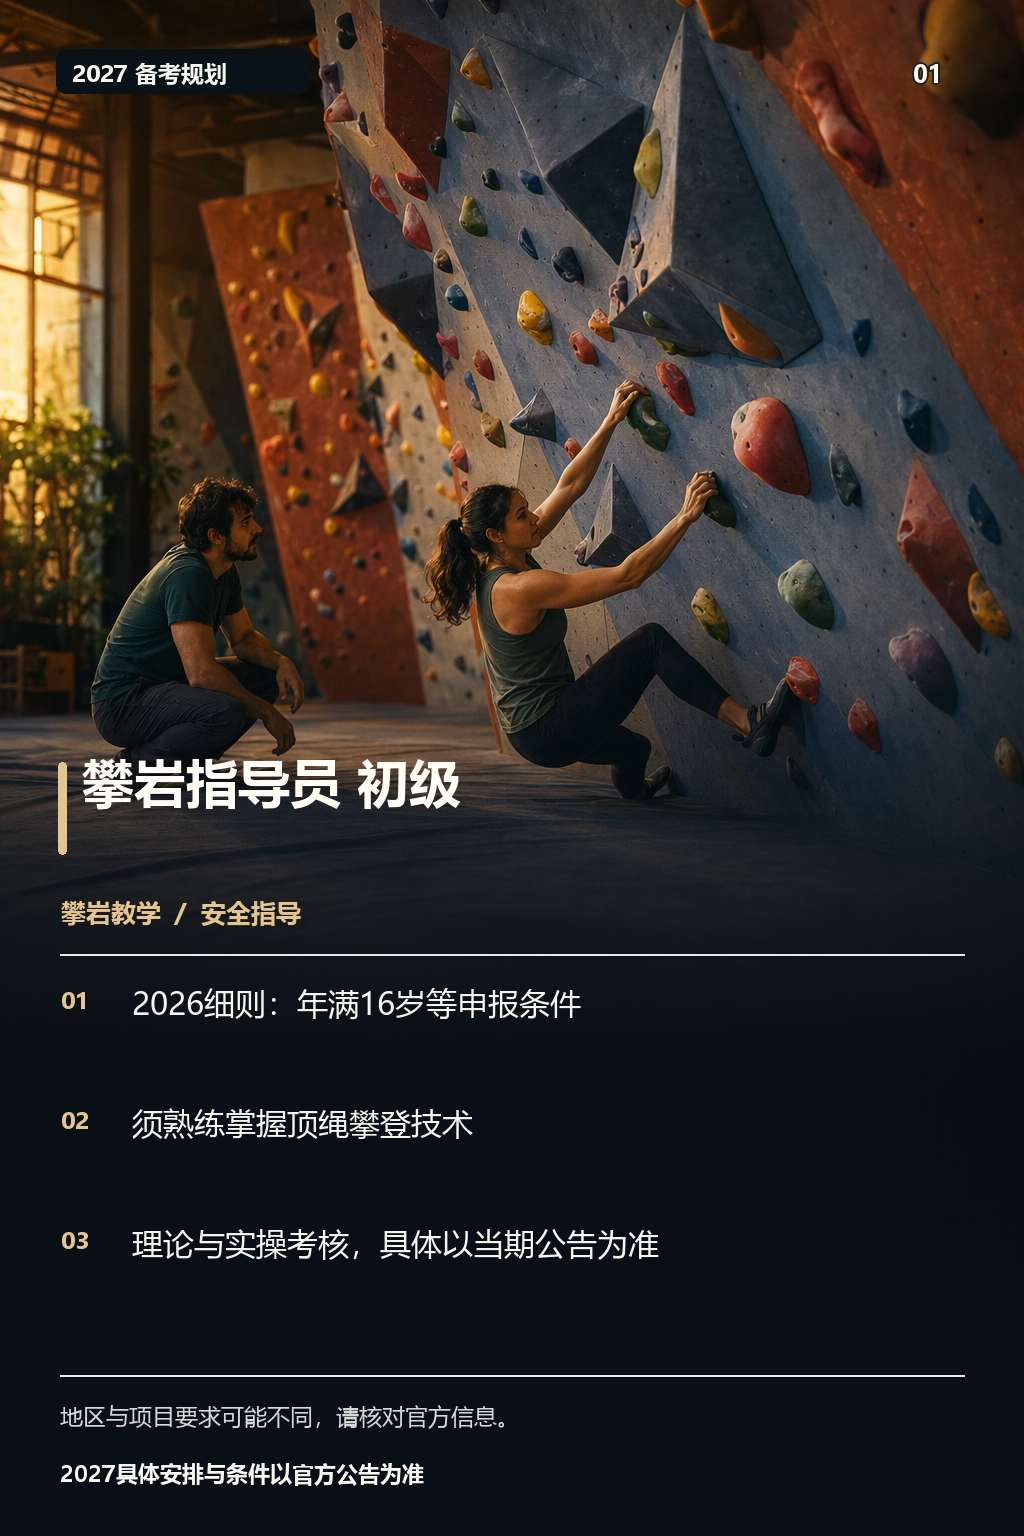 2027 备考规划
01
攀岩指导员 初级
攀岩教学 / 安全指导
01 2026细则：年满16岁等申报条件
02 须熟练掌握顶绳攀登技术
03 理论与实操考核，具体以当期公告为准
地区与项目要求可能不同，请核对官方信息。
2027具体安排与条件以官方公告为准